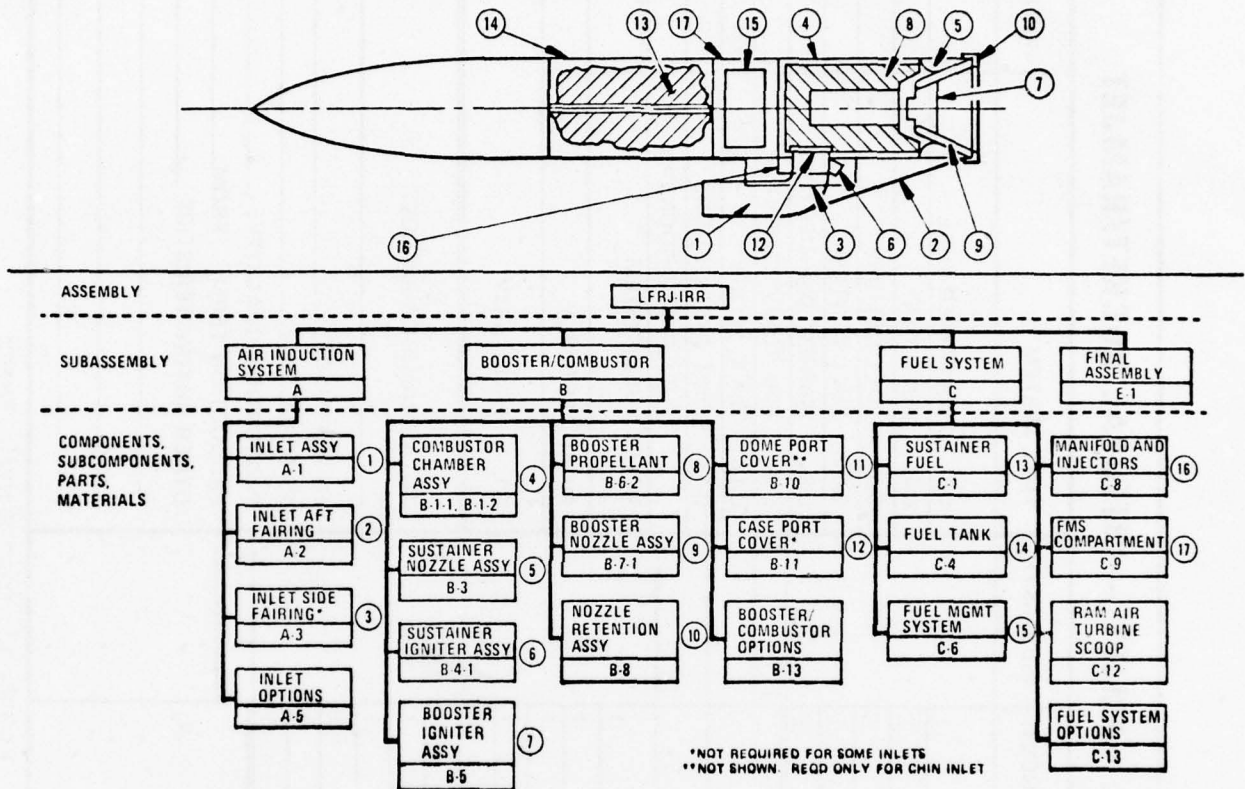 14
13
17
15
4
8
5
10
7
16
1
12
3
6
2
9
ASSEMBLY
LFRJ-IRR
SUBASSEMBLY
AIR INDUCTION
SYSTEM
A
BOOSTER/COMBUSTOR
B
FUEL SYSTEM
C
FINAL
ASSEMBLY
E-1
COMPONENTS,
SUBCOMPONENTS,
PARTS,
MATERIALS
INLET ASSY
A-1
1
INLET AFT
FAIRING
A-2
2
INLET SIDE
FAIRING*
A-3
3
INLET
OPTIONS
A-5
COMBUSTOR
CHAMBER
ASSY
B-1-1, B-1-2
4
SUSTAINER
NOZZLE ASSY
B-3
5
SUSTAINER
IGNITER ASSY
B 4-1
6
BOOSTER
IGNITER
ASSY
B-5
7
BOOSTER
PROPELLANT
B-6-2
8
BOOSTER
NOZZLE ASSY
B-7-1
9
NOZZLE
RETENTION
ASSY
B-8
10
DOME PORT
COVER**
B-10
11
CASE PORT
COVER*
B-11
12
BOOSTER/
COMBUSTOR
OPTIONS
B-13
SUSTAINER
FUEL
C-1
13
FUEL TANK
C-4
14
FUEL MGMT
SYSTEM
C-6
15
MANIFOLD AND
INJECTORS
C-8
16
FMS
COMPARTMENT
C-9
17
RAM AIR
TURBINE
SCOOP
C-12
FUEL SYSTEM
OPTIONS
C-13
*NOT REQUIRED FOR SOME INLETS
**NOT SHOWN. REQD ONLY FOR CHIN INLET